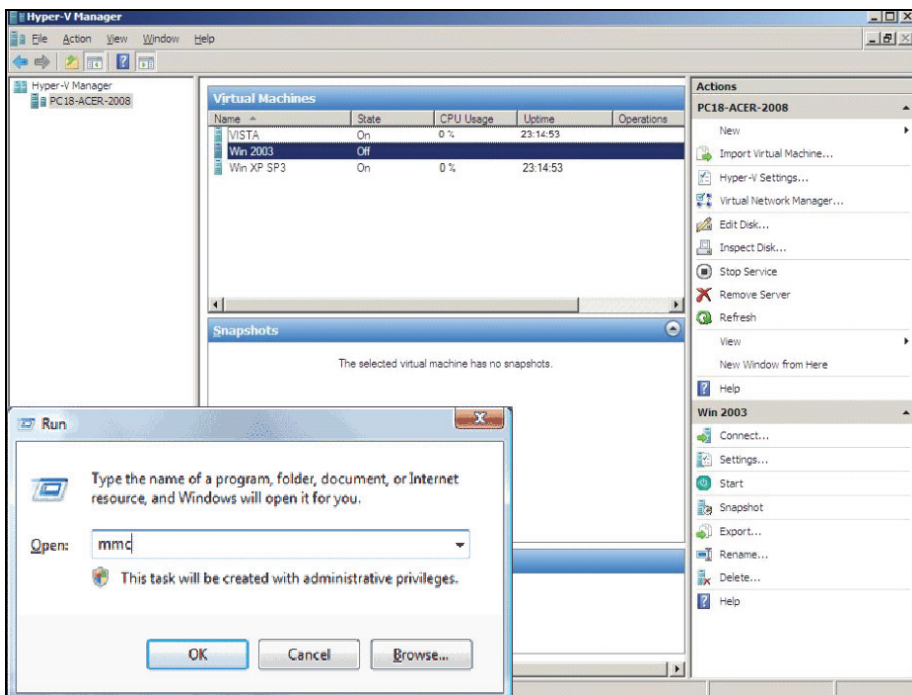 Hyper-V Manager
File Action View Window Help
Hyper-V Manager
PC18-ACER-2008
Virtual Machines
Name State CPU Usage Uptime Operations
VISTA On 0 % 23:14:53
Win 2003 Off
Win XP SP3 On 0 % 23:14:53
Snapshots
The selected virtual machine has no snapshots.
Actions
PC18-ACER-2008
New
Import Virtual Machine...
Hyper-V Settings...
Virtual Network Manager...
Edit Disk...
Inspect Disk...
Stop Service
Remove Server
Refresh
View
New Window from Here
Help
Win 2003
Connect...
Settings...
Start
Snapshot
Export...
Rename...
Delete...
Help
Run
Type the name of a program, folder, document, or Internet
resource, and Windows will open it for you.
Open: mmc
This task will be created with administrative privileges.
OK Cancel Browse...